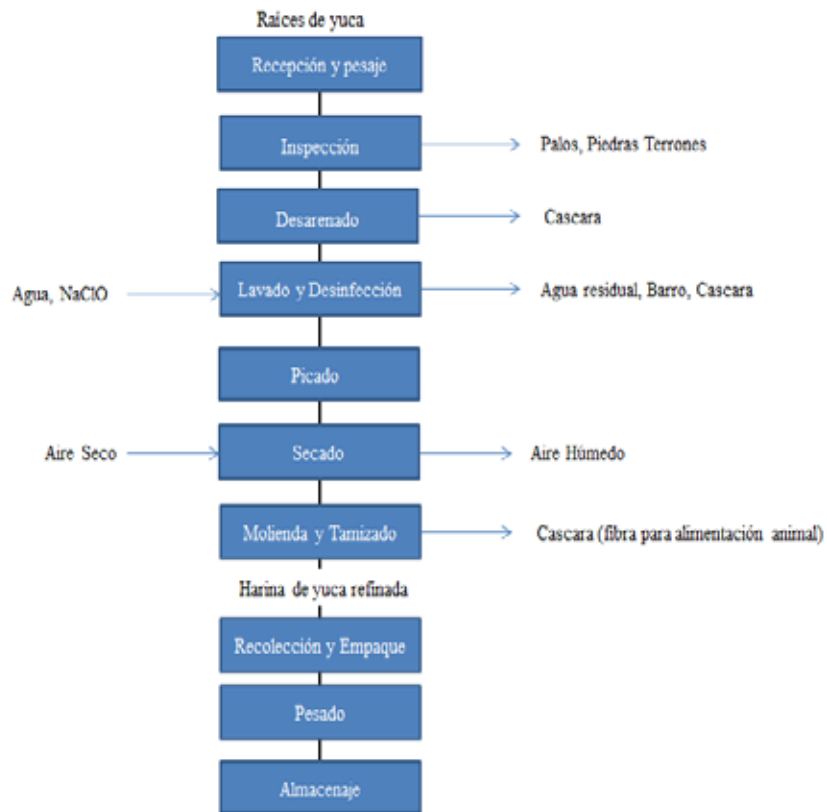 Raíces de yuca
Recepción y pesaje
Inspección
Palos, Piedras Terrones
Desarenado
Cascara
Agua, NaClO
Lavado y Desinfección
Agua residual, Barro, Cascara
Picado
Aire Seco
Secado
Aire Húmedo
Molienda y Tamizado
Cascara (fibra para alimentación animal)
Harina de yuca refinada
Recolección y Empaque
Pesado
Almacenaje